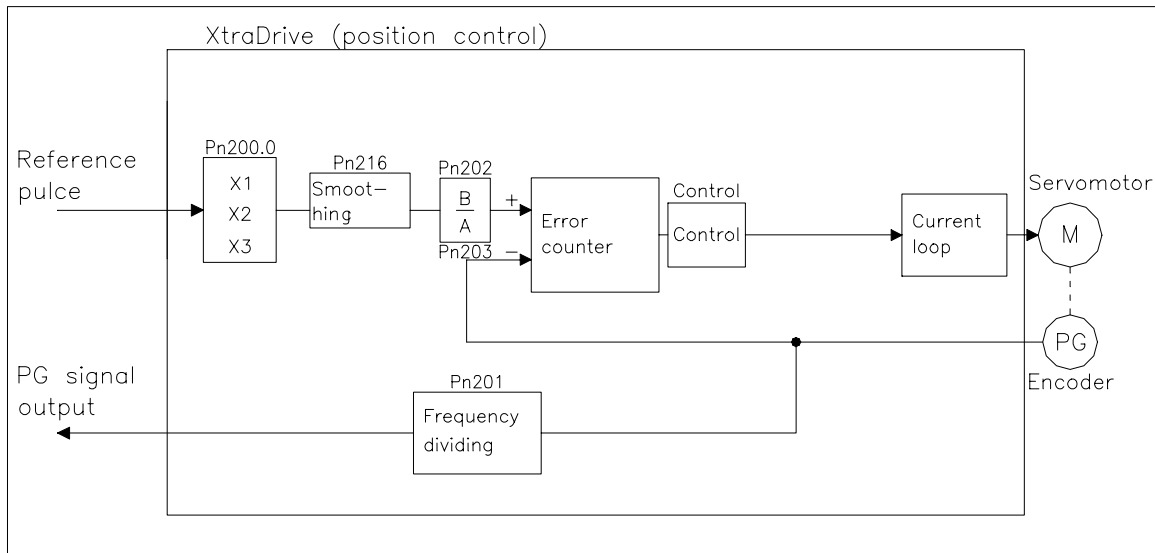 XtraDrive (position control)
Reference
pulce
Pn200.0
X1
X2
X3
Pn216
Smoot-
hing
Pn202
B
A
Pn203
+
-
Error
counter
Control
Control
Current
loop
Servomotor
M
PG
Encoder
PG signal
output
Pn201
Frequency
dividing